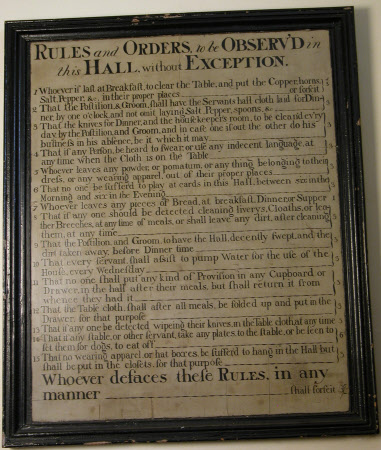 RULES and ORDERS, to be OBSERV'D in
this HALL, without EXCEPTION.
1 Whoever is last at Breakfast, to clear the Table, and put the Copper, horns,
Salt, Pepper, &c. in their proper places or forfeit 3
2 That the Postilion, & Groom, shall have the Servants hall cloth laid for Din-
ner, by one o'clock, and not omit laying Salt, Pepper, spoons, &c.
3 That the knives for Dinner, and the housekeeper's room, to be clean'd ev'ry
day, by the Postilion, and Groom, and in case one is out the other do his
business in his absence, be it which it may
4 That if any Person, be heard to swear, or use any indecent language, at
any time when the Cloth is on the Table
5 Whoever leaves any powder, or pomatum, or any thing belonging to their
dress, or any wearing apparel, out of their proper places
6 That no one be suffer'd to play at cards in this Hall, between six in the
Morning and six in the Evening
7 Whoever leaves any pieces of Bread, at breakfast, Dinner, or Supper
8 That if any one should be detected cleaning liverys, Cloaths, or lea-
ther Breeches, at any time of meals, or shall leave any dirt, after cleaning
them, at any time
9 That the Postilion, and Groom, to have the Hall, decently swept, and the
dirt taken away, before Dinner time
10 That every servant, shall assist to pump Water for the use of the
House, every Wednesday
11 That no one shall put any kind of Provision in any Cupboard or
Drawer, in the hall after their meals, but shall return it from
whence they had it
12 That the Table cloth, shall after all meals, be folded up and put in the
Drawer, for that purpose
13 That if any one be detected wipeing their knives, in the table cloth at any time
14 That if any stable, or other servant, take any plates, to the stable, or be seen to
set them for dogs, to eat off
15 That no wearing apparel, or hat boxes, be suffer'd to hang in the Hall but
shall be put in the closets, for that purpose
Whoever defaces these RULES, in any
manner shall forfeit